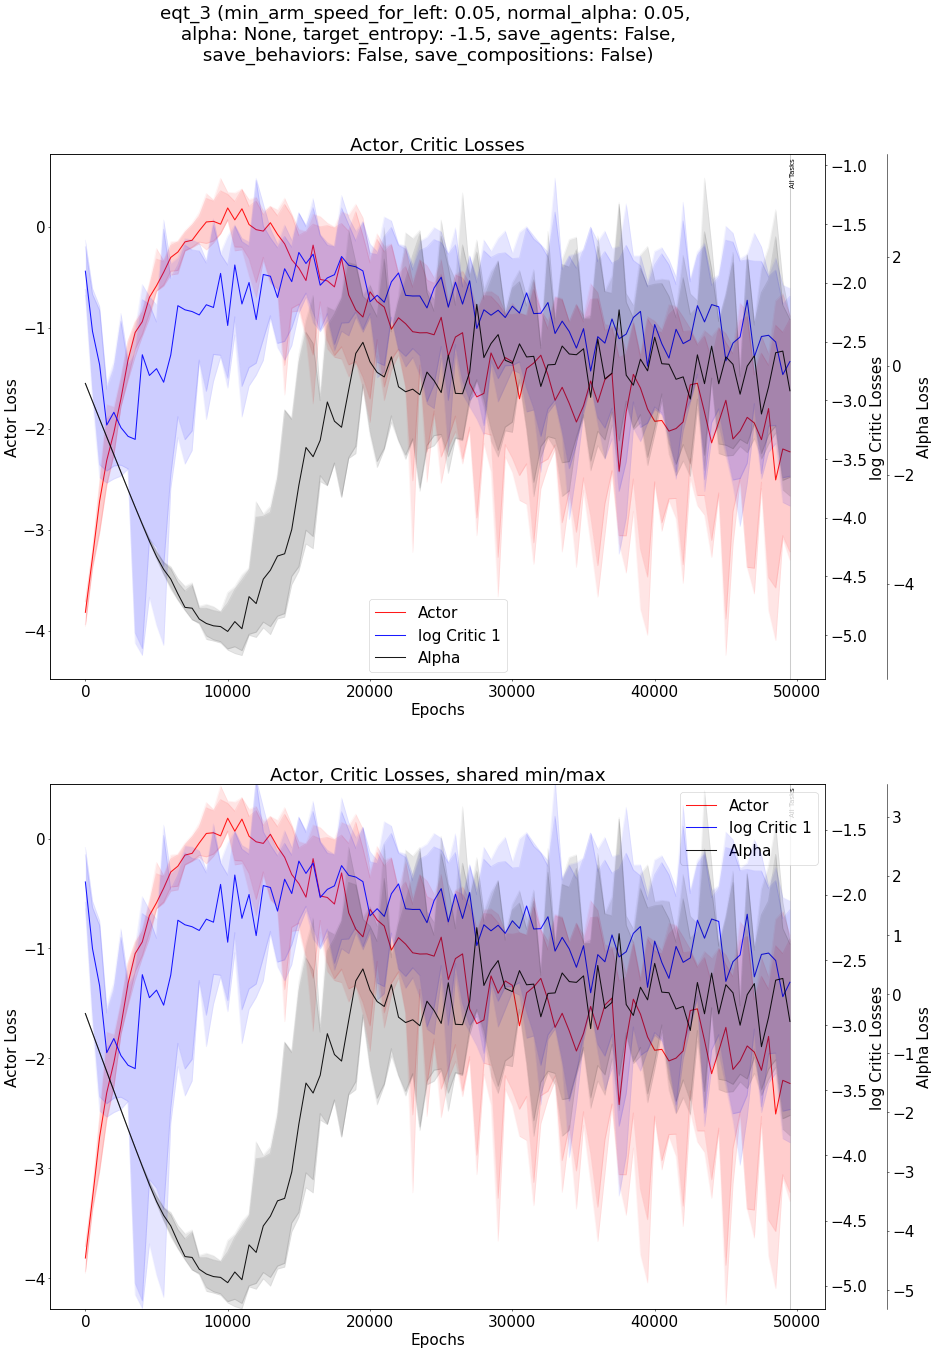 eqt_3 (min_arm_speed_for_left: 0.05, normal_alpha: 0.05,
alpha: None, target_entropy: -1.5, save_agents: False,
save_behaviors: False, save_compositions: False)
Actor, Critic Losses
All Tasks
0
−1
−2
−3
−4
Actor Loss
−1.0
−1.5
−2.0
−2.5
−3.0
−3.5
−4.0
−4.5
−5.0
log Critic Losses
2
0
−2
−4
Alpha Loss
Actor
log Critic 1
Alpha
0 10000 20000 30000 40000 50000
Epochs
Actor, Critic Losses, shared min/max
All Tasks
Actor
log Critic 1
Alpha
0
−1
−2
−3
−4
Actor Loss
−1.5
−2.0
−2.5
−3.0
−3.5
−4.0
−4.5
−5.0
log Critic Losses
3
2
1
0
−1
−2
−3
−4
−5
Alpha Loss
0 10000 20000 30000 40000 50000
Epochs